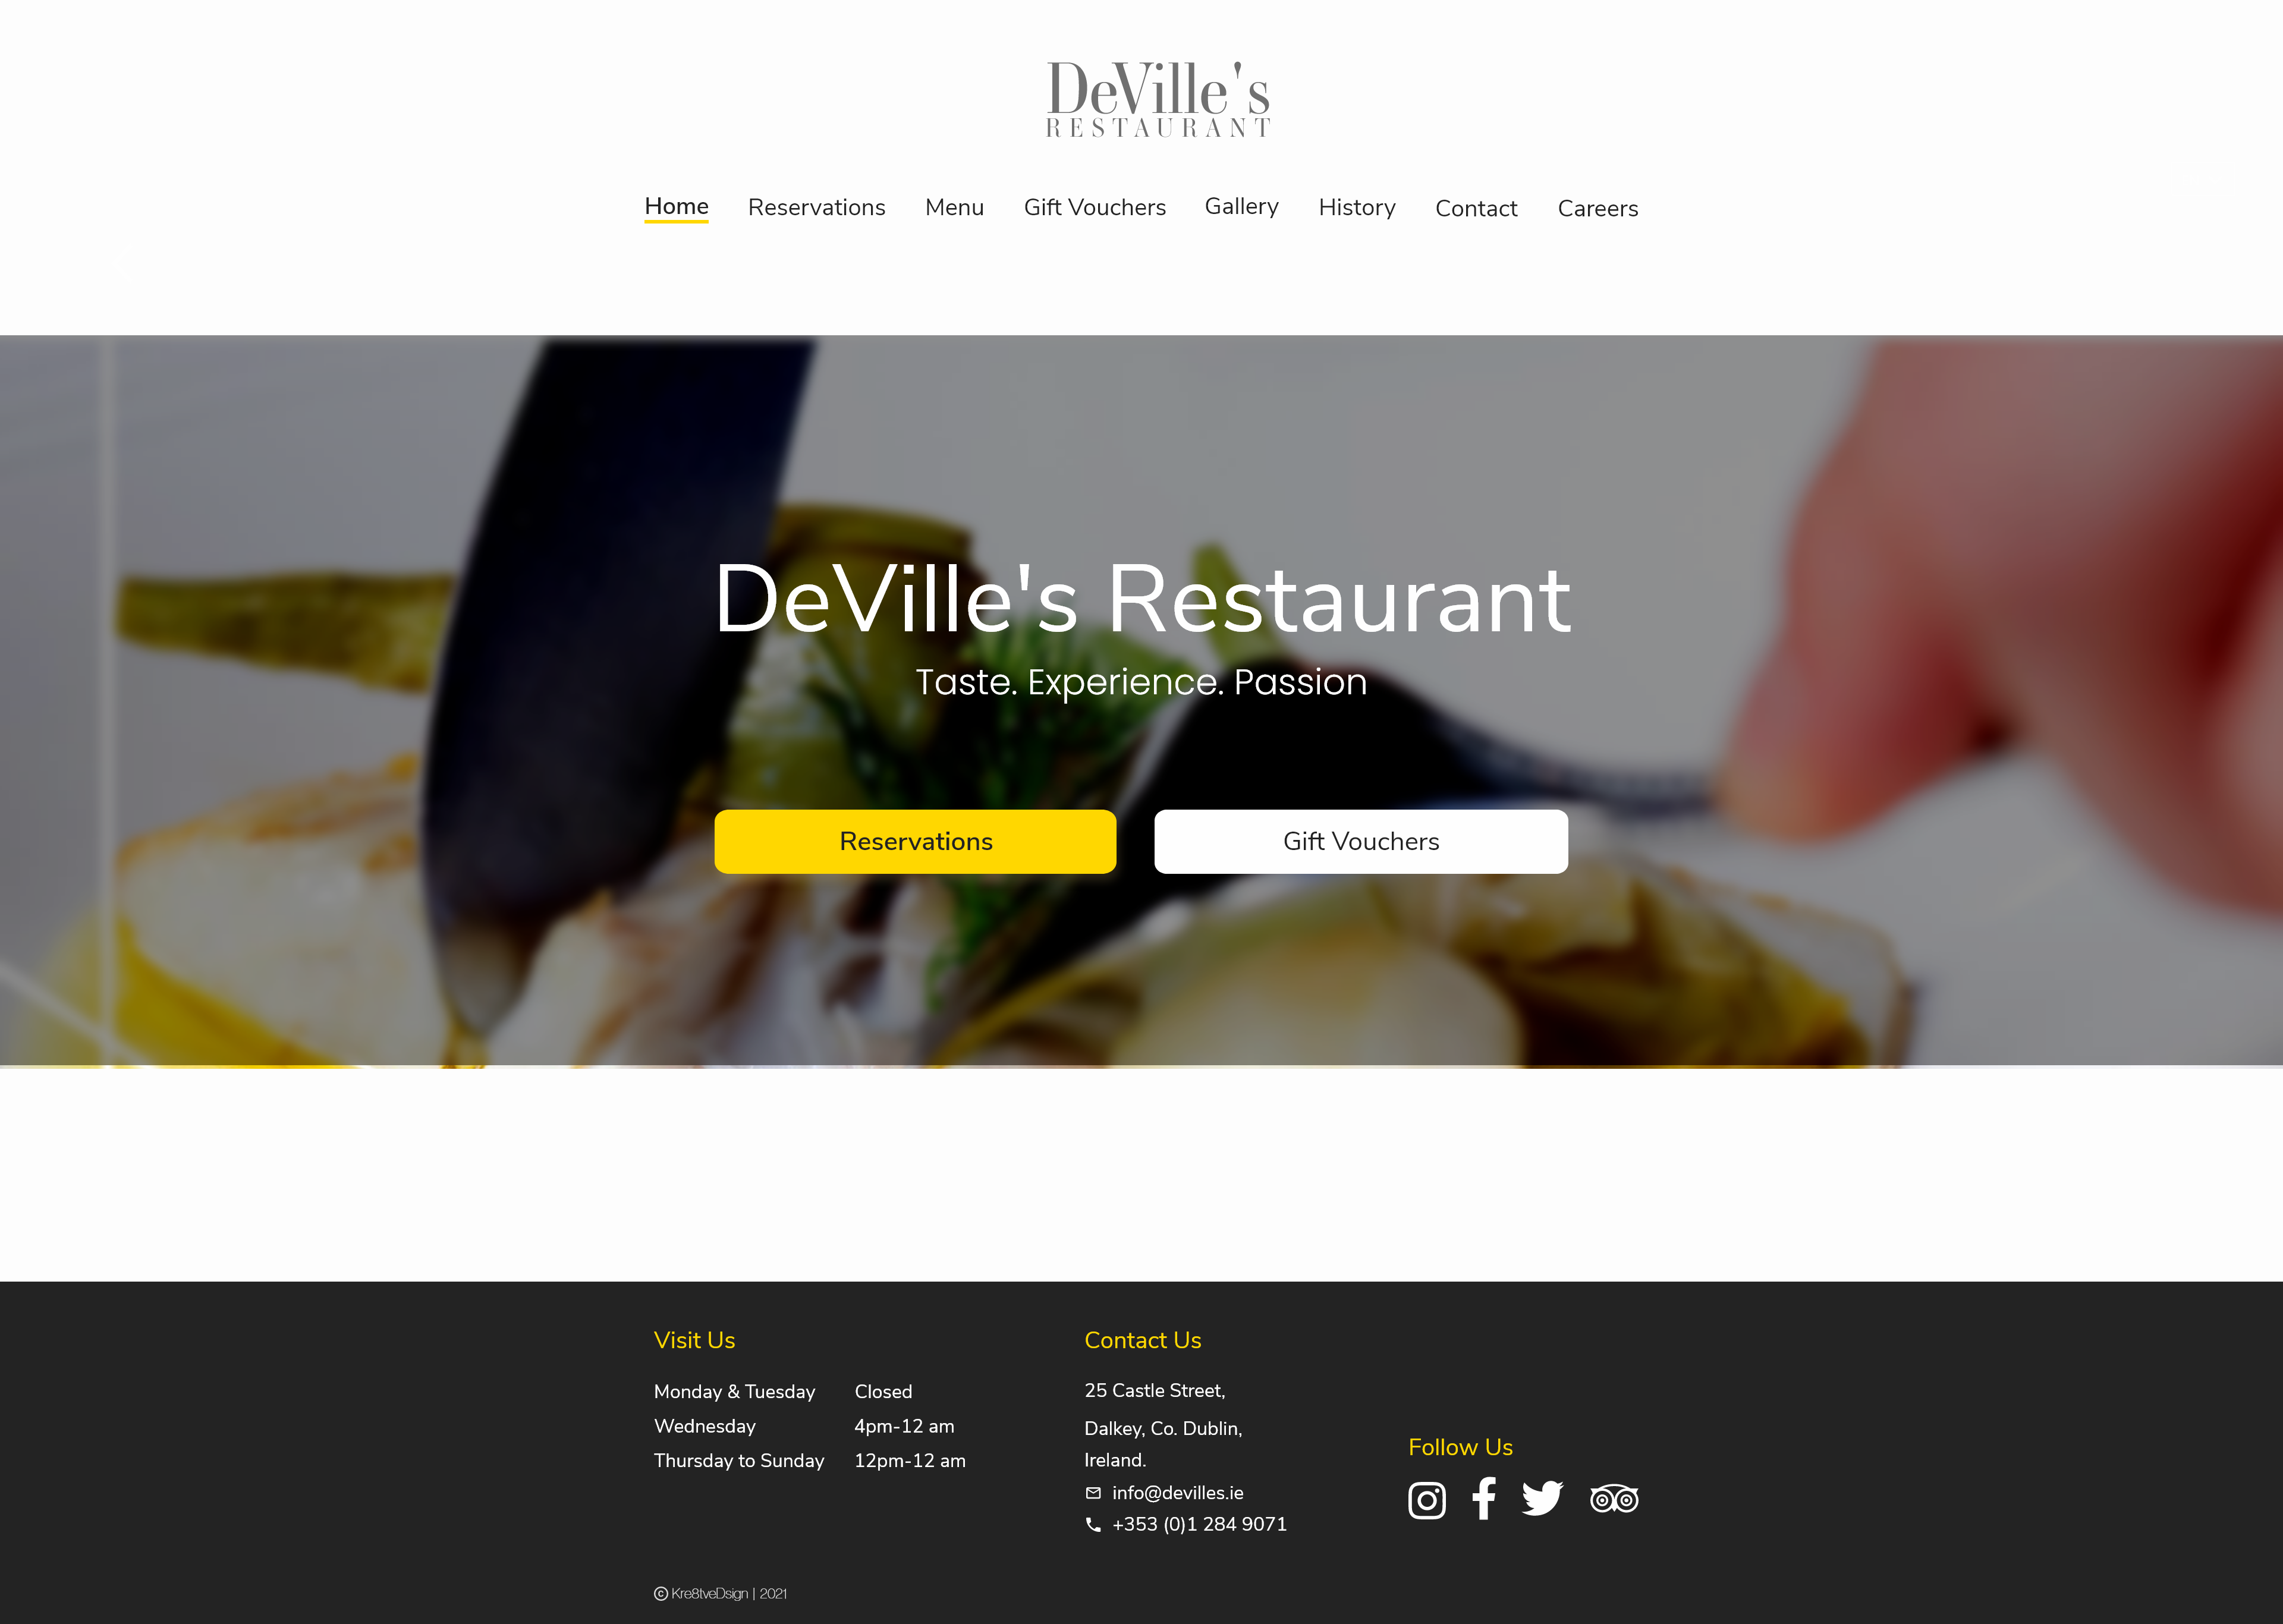 DeVille's
RESTAURANT
Home Reservations Menu Gift Vouchers Gallery History Contact Careers
DeVille's Restaurant
Taste. Experience. Passion
Reservations Gift Vouchers
Visit Us
Monday & Tuesday Closed
Wednesday 4pm-12 am
Thursday to Sunday 12pm-12 am
Contact Us
25 Castle Street,
Dalkey, Co. Dublin,
Ireland.
info@devilles.ie
+353 (0)1 284 9071
Follow Us
© Kre8tveDsign | 2021